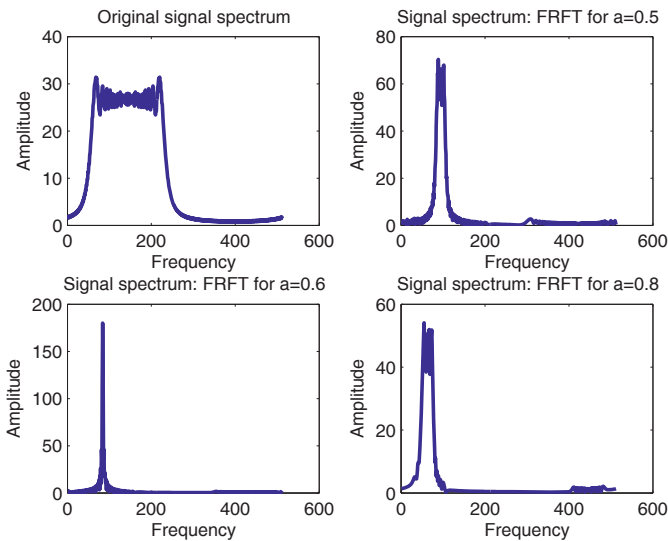 Original signal spectrum
40
30
20
10
0
Amplitude
0 200 400 600
Frequency
Signal spectrum: FRFT for a=0.5
80
60
40
20
0
Amplitude
0 200 400 600
Frequency
Signal spectrum: FRFT for a=0.6
200
150
100
50
0
Amplitude
0 200 400 600
Frequency
Signal spectrum: FRFT for a=0.8
60
40
20
0
Amplitude
0 200 400 600
Frequency